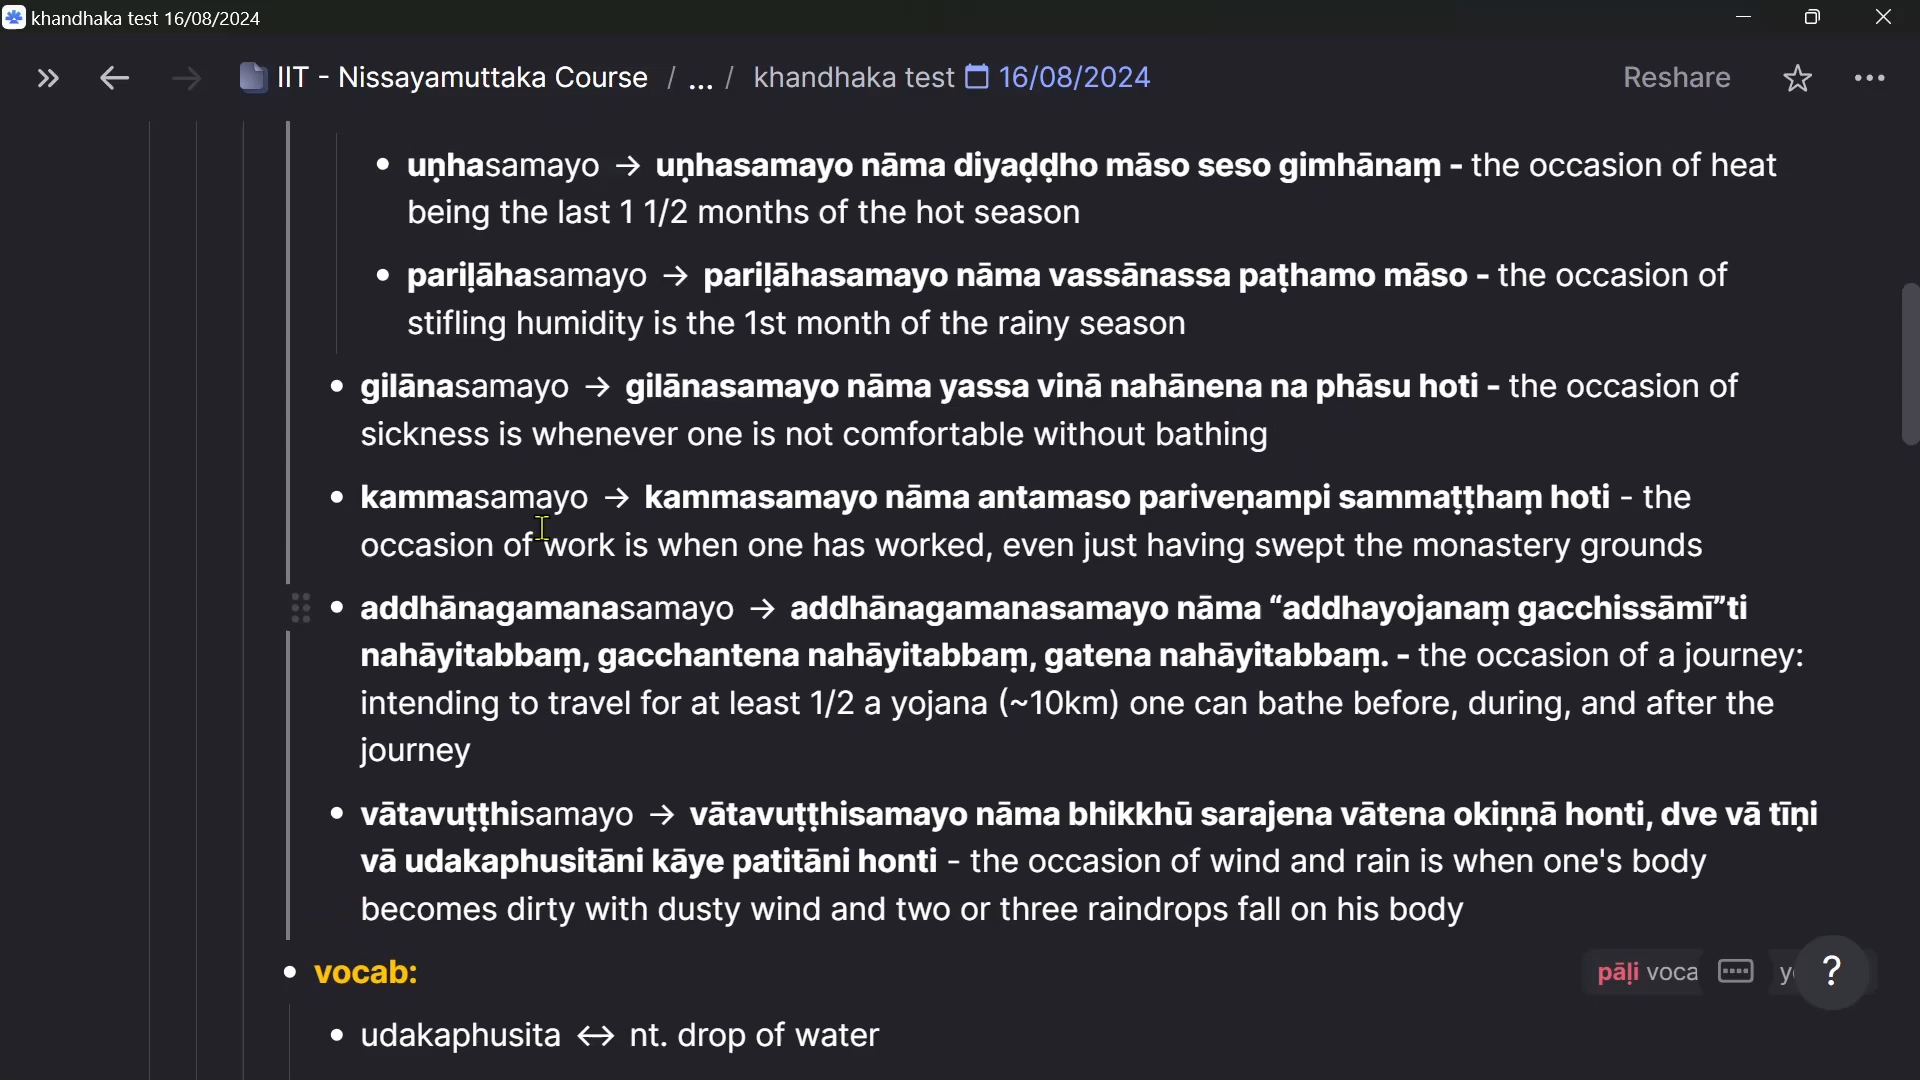 khandhaka test 16/08/2024
IIT - Nissayamuttaka Course / ... / khandhaka test 16/08/2024 Reshare
uṇhasamayo → uṇhasamayo nāma diyaḍḍho māso seso gimhānaṃ - the occasion of heat
being the last 1 1/2 months of the hot season
pariḷāhasamayo → pariḷāhasamayo nāma vassānassa paṭhamo māso - the occasion of
stifling humidity is the 1st month of the rainy season
gilānasamayo → gilānasamayo nāma yassa vinā nahānena na phāsu hoti - the occasion of
sickness is whenever one is not comfortable without bathing
kammasamayo → kammasamayo nāma antamaso pariveṇampi sammaṭṭhaṃ hoti - the
occasion of work is when one has worked, even just having swept the monastery grounds
addhānagamanasamayo → addhānagamanasamayo nāma “addhayojanaṃ gacchissāmī”ti
nahāyitabbaṃ, gacchantena nahāyitabbaṃ, gatena nahāyitabbaṃ. - the occasion of a journey:
intending to travel for at least 1/2 a yojana (~10km) one can bathe before, during, and after the
journey
vātavuṭṭhisamayo → vātavuṭṭhisamayo nāma bhikkhū sarajena vātena okiṇṇā honti, dve vā tīṇi
vā udakaphusitāni kāye patitāni honti - the occasion of wind and rain is when one's body
becomes dirty with dusty wind and two or three raindrops fall on his body
vocab:
pāḷi voca
?
udakaphusita ↔ nt. drop of water